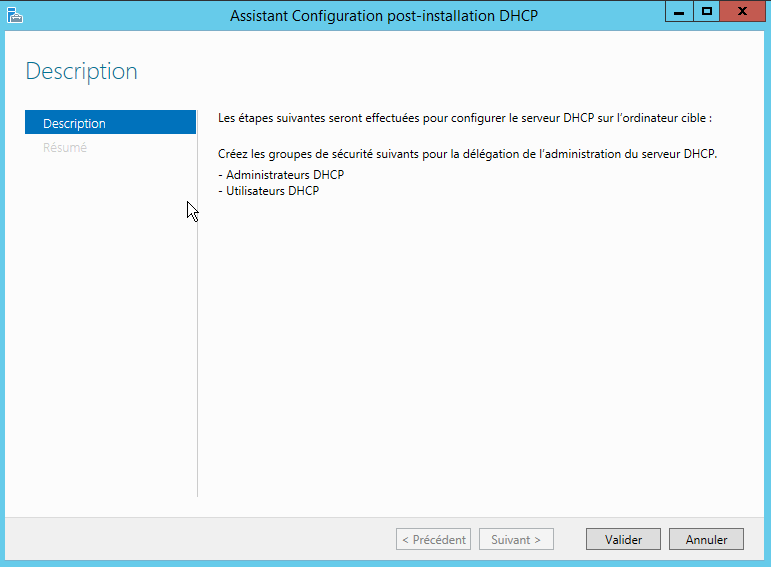 Assistant Configuration post-installation DHCP
Description
Description
Résumé
Les étapes suivantes seront effectuées pour configurer le serveur DHCP sur l'ordinateur cible :
Créez les groupes de sécurité suivants pour la délégation de l'administration du serveur DHCP.
- Administrateurs DHCP
- Utilisateurs DHCP
< Précédent
Suivant >
Valider
Annuler